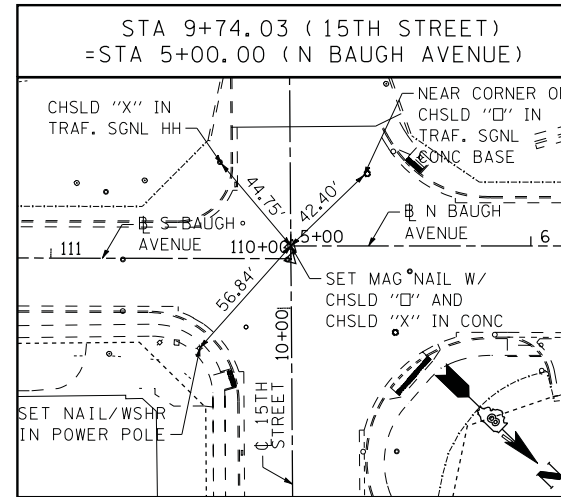 STA 9+74.03 (15TH STREET)
=STA 5+00.00 (N BAUGH AVENUE)
CHSLD "X" IN
TRAF. SGNL HH
NEAR CORNER OF
CHSLD "□" IN
TRAF. SGNL
CONC BASE
44.75'
42.40'
S BAUGH
AVENUE
N BAUGH
AVENUE
111
110+00
5+00
6
56.84'
SET MAG NAIL W/
CHSLD "□" AND
CHSLD "X" IN CONC
10+00
SET NAIL/WSHR
IN POWER POLE
℄ 15TH
STREET
N